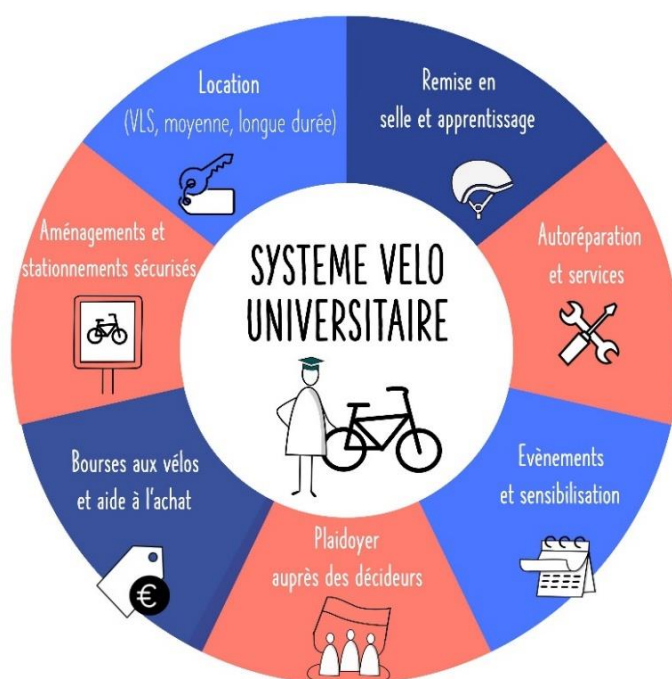 SYSTEME VELO
UNIVERSITAIRE
Location
(VLS, moyenne, longue durée)
Remise en
selle et apprentissage
Autoréparation
et services
Evènements
et sensibilisation
Plaidoyer
auprès des décideurs
Bourses aux vélos
et aide à l'achat
€
Aménagements et
stationnements sécurisés